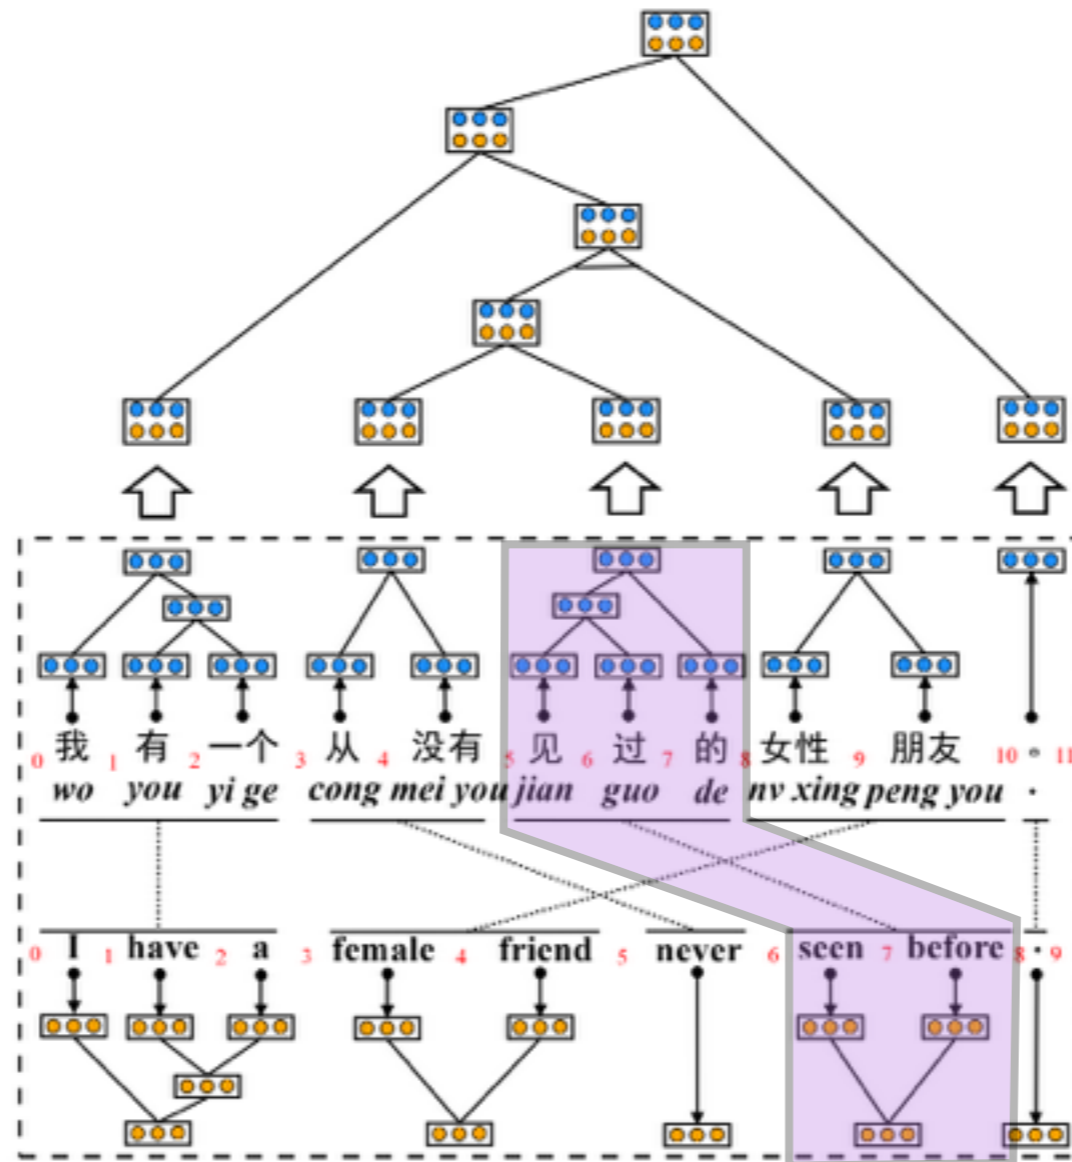 我 有 一个 从 没有 见 过 的 女性 朋友 。
0 1 2 3 4 5 6 7 8 9 10 11
wo you yi ge cong mei you jian guo de nv xing peng you .
I have a female friend never seen before .
0 1 2 3 4 5 6 7 8 9